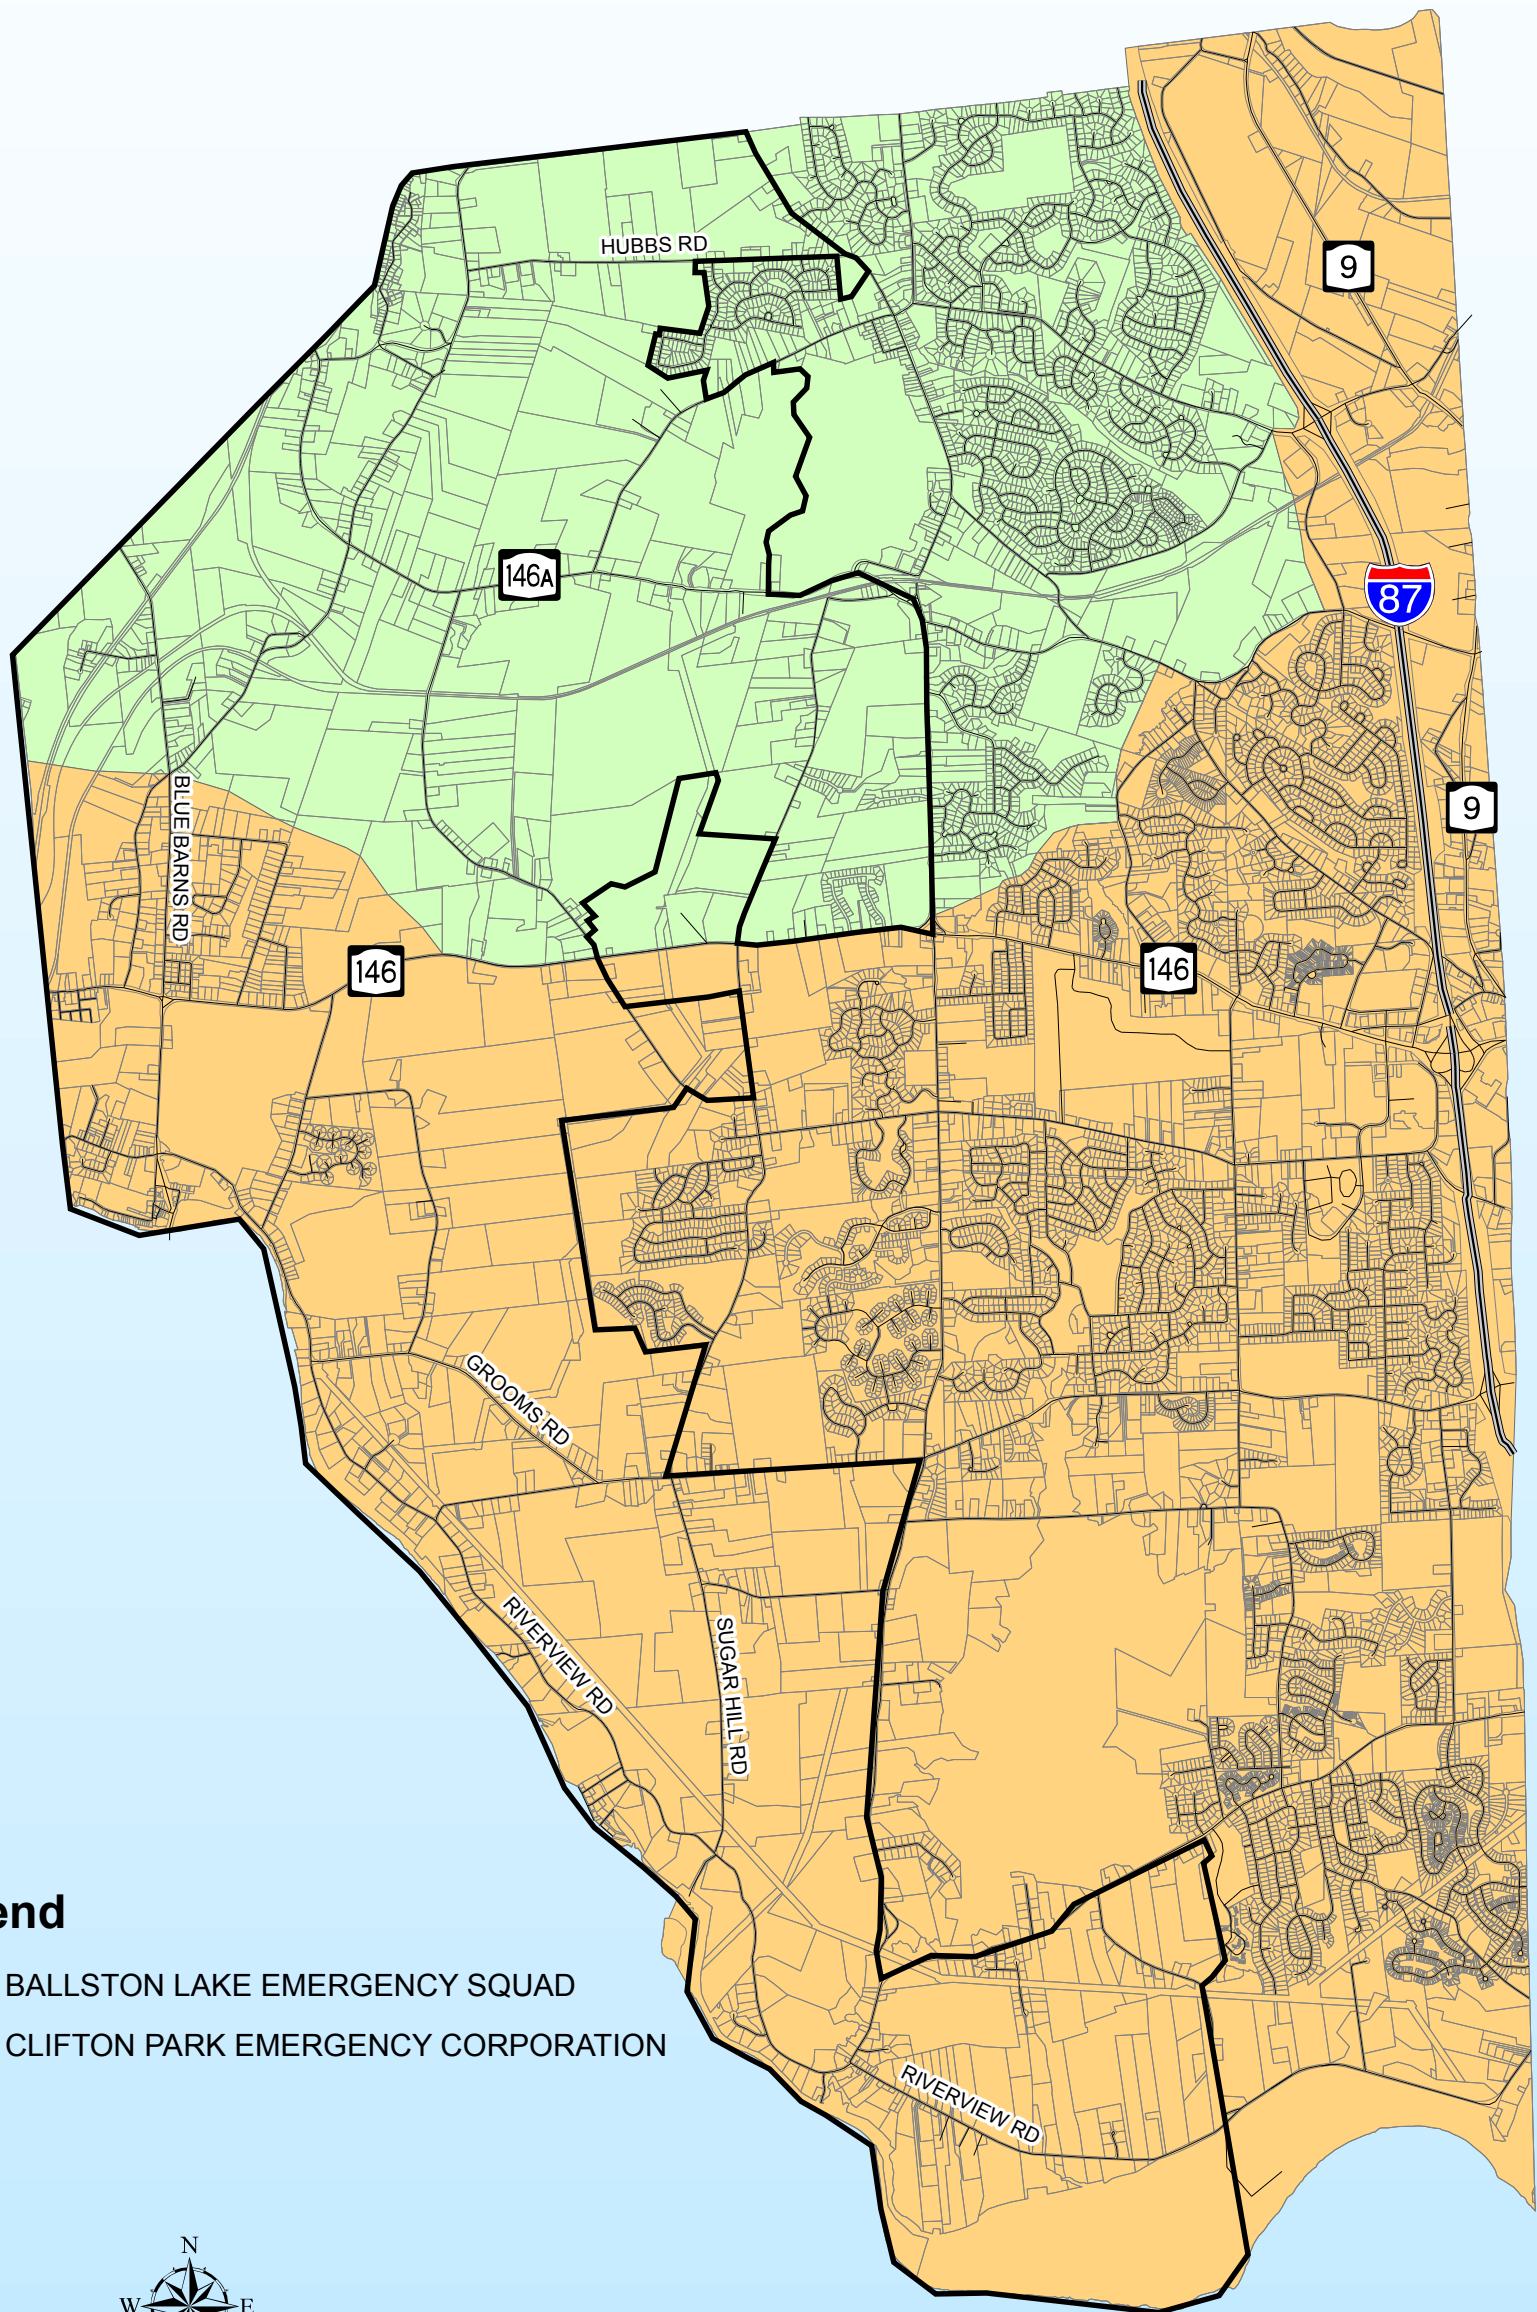 HUBBS RD
9
146A
87
BLUE BARNS RD
9
146
146
GROOMS RD
RIVERVIEW RD
SUGAR HILL RD
end
BALLSTON LAKE EMERGENCY SQUAD
CLIFTON PARK EMERGENCY CORPORATION
RIVERVIEW RD
N
W E